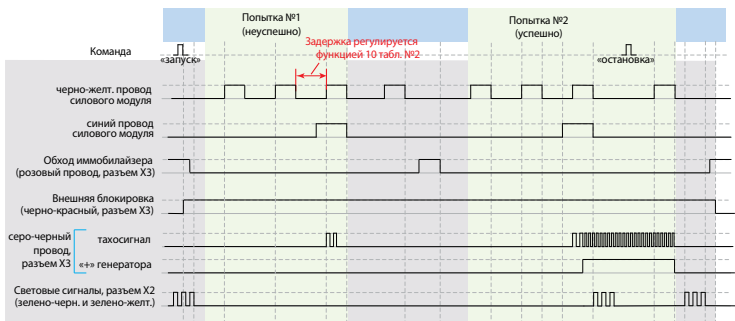 Попытка №1
(неуспешно)
Попытка №2
(успешно)
Задержка регулируется
функцией 10 табл. №2
Команда
«запуск»
«остановка»
черно-желт. провод
силового модуля
синий провод
силового модуля
Обход иммобилайзера
(розовый провод, разъем X3)
Внешняя блокировка
(черно-красный, разъем X3)
серо-черный
провод,
разъем X3
тахосигнал
«+» генератора
Световые сигналы, разъем X2
(зелено-черн. и зелено-желт.)